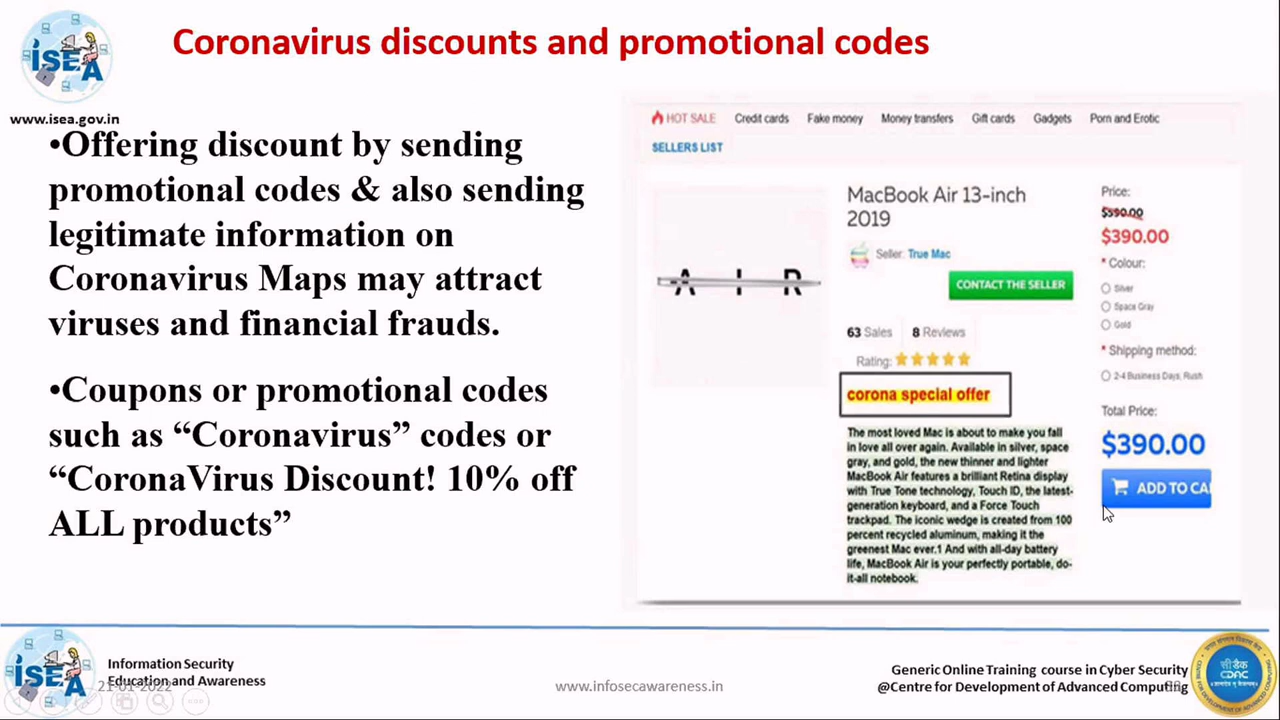 Coronavirus discounts and promotional codes
iSEA
www.isea.gov.in
•Offering discount by sending
promotional codes & also sending
legitimate information on
Coronavirus Maps may attract
viruses and financial frauds.
•Coupons or promotional codes
such as “Coronavirus” codes or
“CoronaVirus Discount! 10% off
ALL products”
HOT SALE Credit cards Fake money Money transfers Gift cards Gadgets Porn and Erotic
SELLERS LIST
A I R
MacBook Air 13-inch
2019
Seller: True Mac
CONTACT THE SELLER
63 Sales 8 Reviews
Rating:
corona special offer
The most loved Mac is about to make you fall
in love all over again. Available in silver, space
gray, and gold, the new thinner and lighter
MacBook Air features a brilliant Retina display
with True Tone technology, Touch ID, the latest-
generation keyboard, and a Force Touch
trackpad. The iconic wedge is created from 100
percent recycled aluminum, making it the
greenest Mac ever.1 And with all-day battery
life, MacBook Air is your perfectly portable, do-
it-all notebook.
Price:
$390.00
* Colour:
Silver
Space Gray
Gold
* Shipping method:
2-4 Business Days, Rush
Total Price:
$390.00
ADD TO CA
iSEA
Information Security
Education and Awareness
21-01-2022
www.infosecawareness.in
Generic Online Training course in Cyber Security
@Centre for Development of Advanced Computing
सी डैक
CDAC